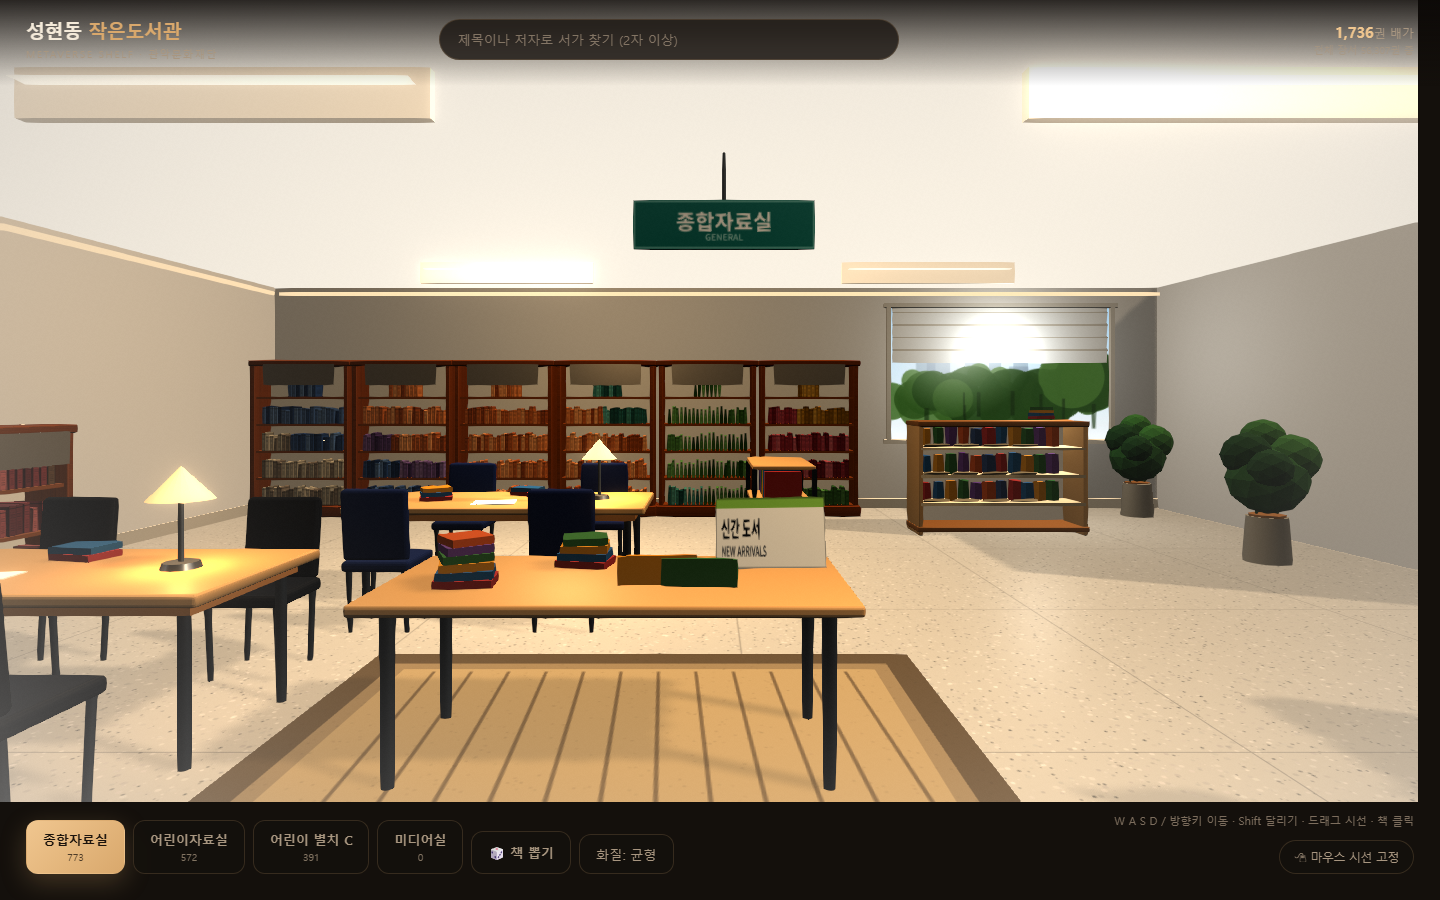 성현동 작은도서관
제목이나 저자로 서가 찾기 (2자 이상)
1,736권 배가
종합자료실
GENERAL
신간 도서
NEW ARRIVALS
W A S D / 방향키 이동 · Shift 달리기 · 드래그 시선 · 책 클릭
종합자료실
773
어린이자료실
572
어린이 별치 C
391
미디어실
0
책 뽑기
화질: 균형
마우스 시선 고정